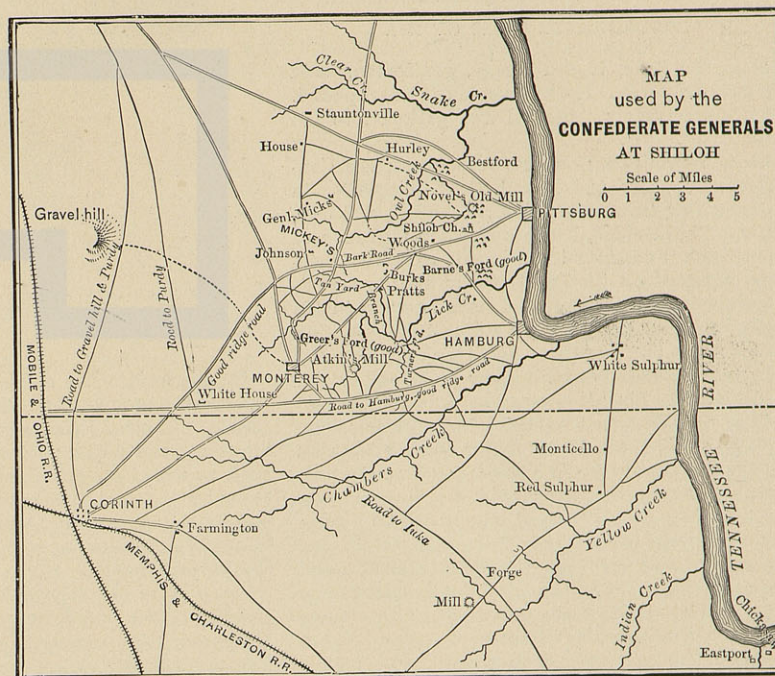 MAP
used by the
CONFEDERATE GENERALS
AT SHILOH
Scale of Miles
0 1 2 3 4 5
Clear Cr.
Snake Cr.
Stauntonville
House
Hurley
Bestford
Owl Creek
Novel's Old Mill
Gravel hill
Genl. Micks
MICKEY'S
Shiloh Ch.
PITTSBURG
Woods
Johnson
Bark Road
Barne's Ford (good)
Burks
Pratts
Tan Yard
Branch
Lick Cr.
Road to Gravel hill & Purdy
Road to Purdy
Good ridge road
Greer's Ford (good)
HAMBURG
Atkin's Mill
MONTEREY
White Sulphur
RIVER
White House
Road to Hamburg, good ridge road
MOBILE &
OHIO R.R.
Chambers Creek
Monticello
Red Sulphur
CORINTH
Road to Iuka
Yellow Creek
TENNESSEE
Farmington
MEMPHIS & CHARLESTON R.R.
Forge
Mill
Indian Creek
Eastport